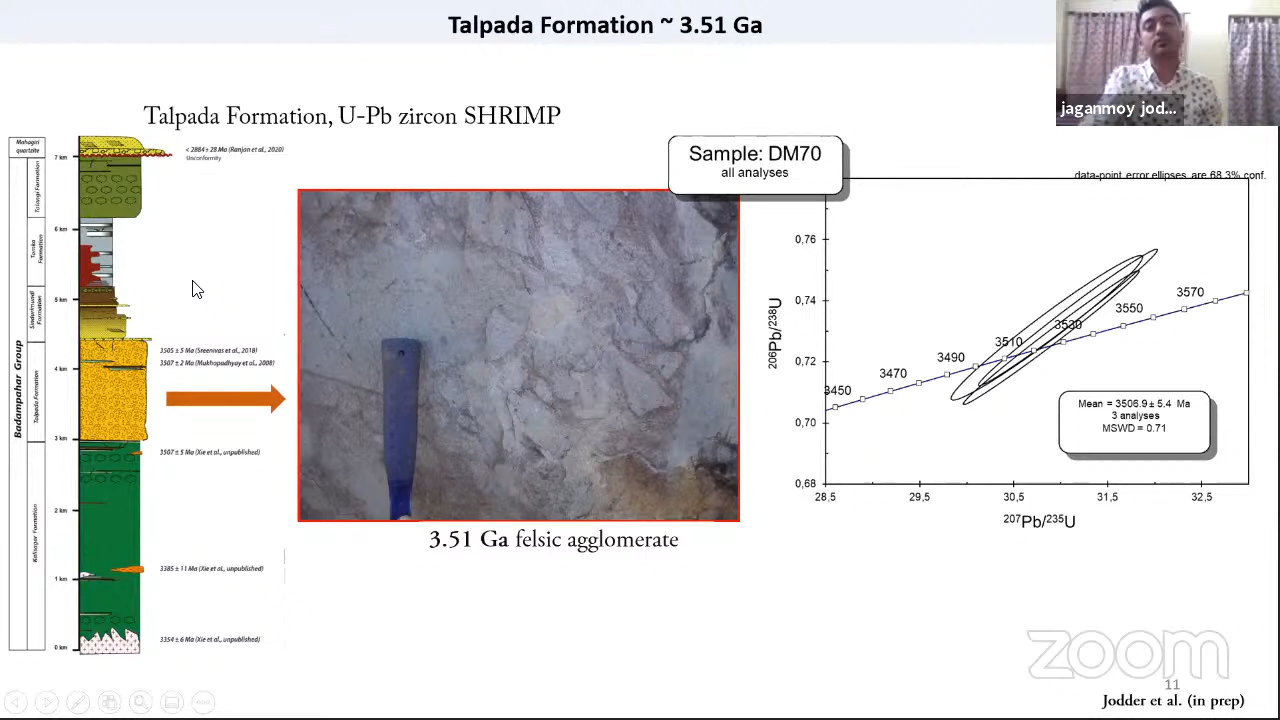 Talpada Formation ~ 3.51 Ga
jaganmoy jod...
Talpada Formation, U-Pb zircon SHRIMP
Mahagiri
quartzite
7 km
< 2884 ± 28 Ma (Ranjan et al., 2020)
Unconformity
6 km
Tomka
Formation
5 km
Formation
3505 ± 5 Ma (Sreenivas et al., 2018)
3507 ± 2 Ma (Mukhopadhyay et al., 2008)
4 km
Talpada Formation
Badampahar Group
3 km
3507 ± 5 Ma (Xie et al., unpublished)
2 km
Formation
3385 ± 11 Ma (Xie et al., unpublished)
1 km
3354 ± 6 Ma (Xie et al., unpublished)
0 km
3.51 Ga felsic agglomerate
Sample: DM70
all analyses
data-point error ellipses are 68.3% conf.
0,76
0,74
0,72
0,70
0,68
206Pb/238U
3450
3470
3490
3510
3530
3550
3570
Mean = 3506.9 ± 5.4 Ma
3 analyses
MSWD = 0.71
28,5
29,5
30,5
31,5
32,5
207Pb/235U
zoom
11
Jodder et al. (in prep)